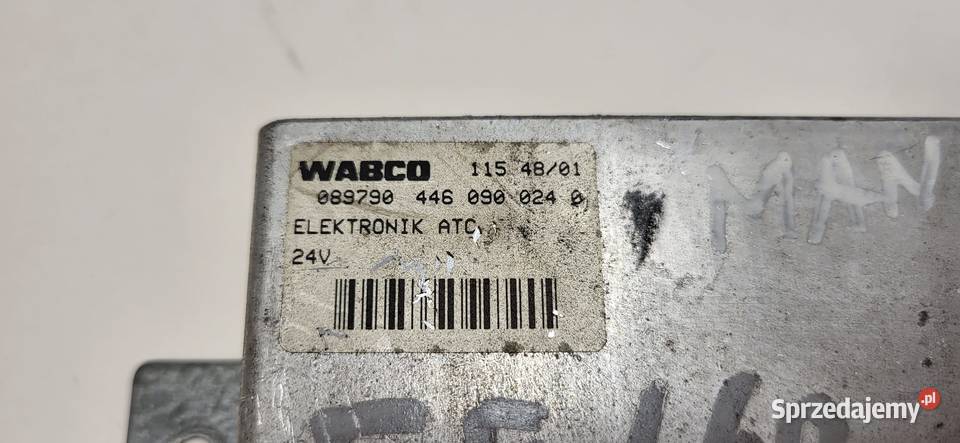 WABCO 115 48/01
089790 446 090 024 0
ELEKTRONIK ATC
24V
MAN
Sprzedajemy.pl